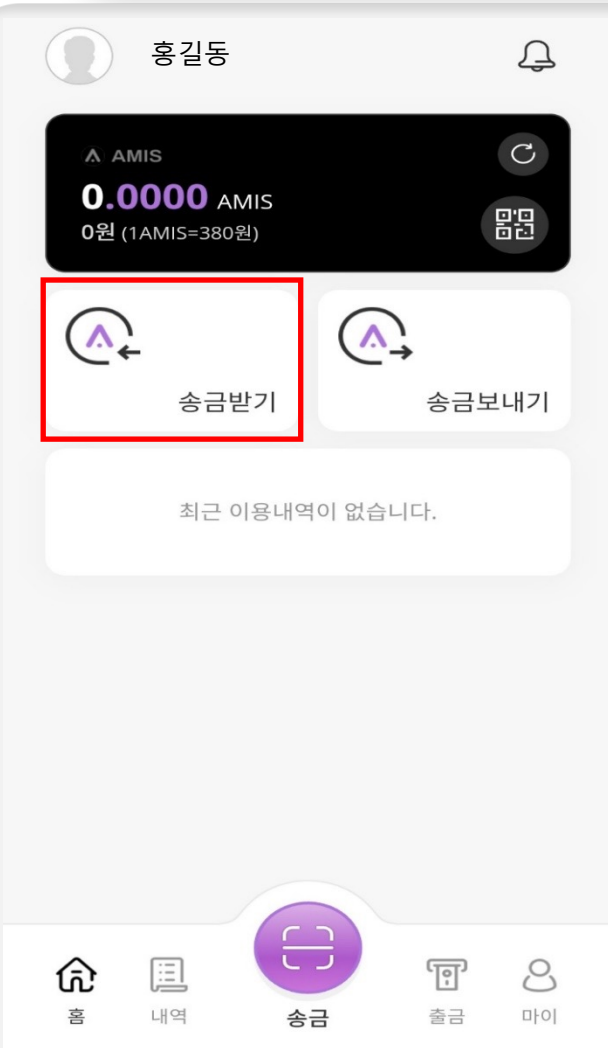 홍길동
AMIS
0.0000 AMIS
0원 (1AMIS=380원)
송금받기
송금보내기
최근 이용내역이 없습니다.
홈
내역
송금
출금
마이